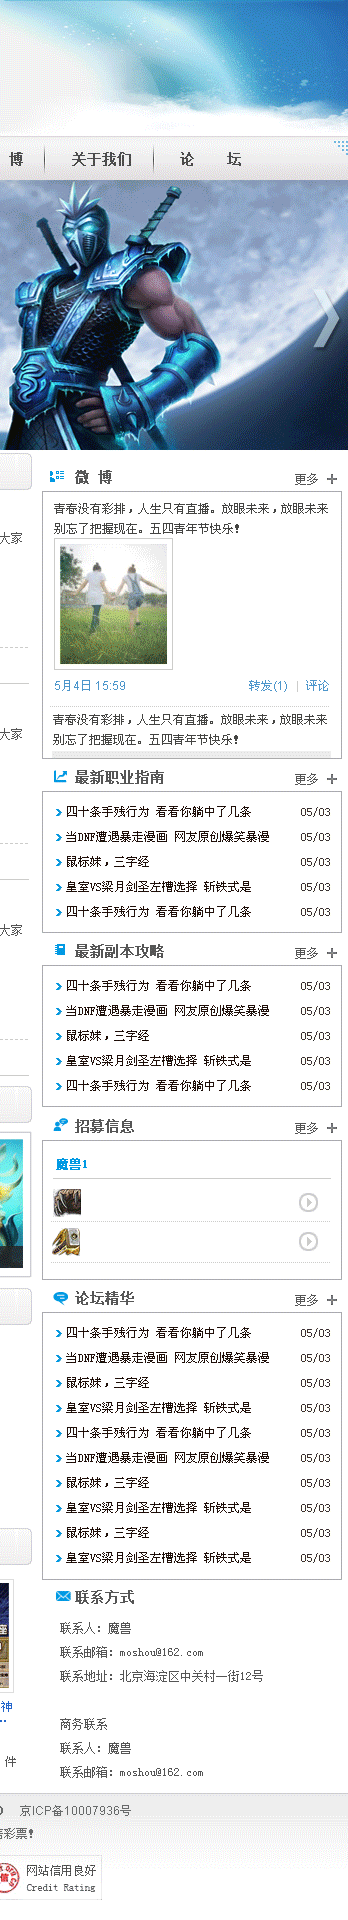 博 关于我们 论 坛
大家
大家
大家
微 博 更多
青春没有彩排，人生只有直播。放眼未来，放眼未来
别忘了把握现在。五四青年节快乐！
5月4日 15:59 转发(1) | 评论
青春没有彩排，人生只有直播。放眼未来，放眼未来
别忘了把握现在。五四青年节快乐！
最新职业指南 更多
四十条手残行为 看看你躺中了几条 05/03
当DNF遭遇暴走漫画 网友原创爆笑暴漫 05/03
鼠标妹，三字经 05/03
皇室VS梁月剑圣左槽选择 斩铁式是 05/03
四十条手残行为 看看你躺中了几条 05/03
最新副本攻略 更多
四十条手残行为 看看你躺中了几条 05/03
当DNF遭遇暴走漫画 网友原创爆笑暴漫 05/03
鼠标妹，三字经 05/03
皇室VS梁月剑圣左槽选择 斩铁式是 05/03
四十条手残行为 看看你躺中了几条 05/03
招募信息 更多
魔兽1
论坛精华 更多
四十条手残行为 看看你躺中了几条 05/03
当DNF遭遇暴走漫画 网友原创爆笑暴漫 05/03
鼠标妹，三字经 05/03
皇室VS梁月剑圣左槽选择 斩铁式是 05/03
四十条手残行为 看看你躺中了几条 05/03
当DNF遭遇暴走漫画 网友原创爆笑暴漫 05/03
鼠标妹，三字经 05/03
皇室VS梁月剑圣左槽选择 斩铁式是 05/03
鼠标妹，三字经 05/03
皇室VS梁月剑圣左槽选择 斩铁式是 05/03
联系方式
联系人：魔兽
联系邮箱：moshou@162.com
联系地址：北京海淀区中关村一街12号
神
..
件
商务联系
联系人：魔兽
联系邮箱：moshou@162.com
京ICP备10007936号
彩票！
网站信用良好
Credit Rating